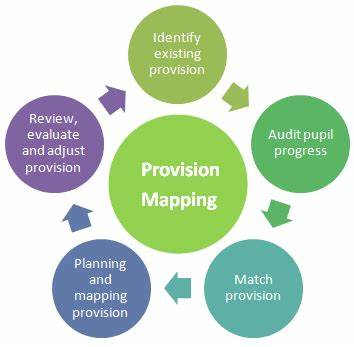 Identify
existing
provision
Audit pupil
progress
Match
provision
Planning
and
mapping
provision
Review,
evaluate
and adjust
provision
Provision
Mapping